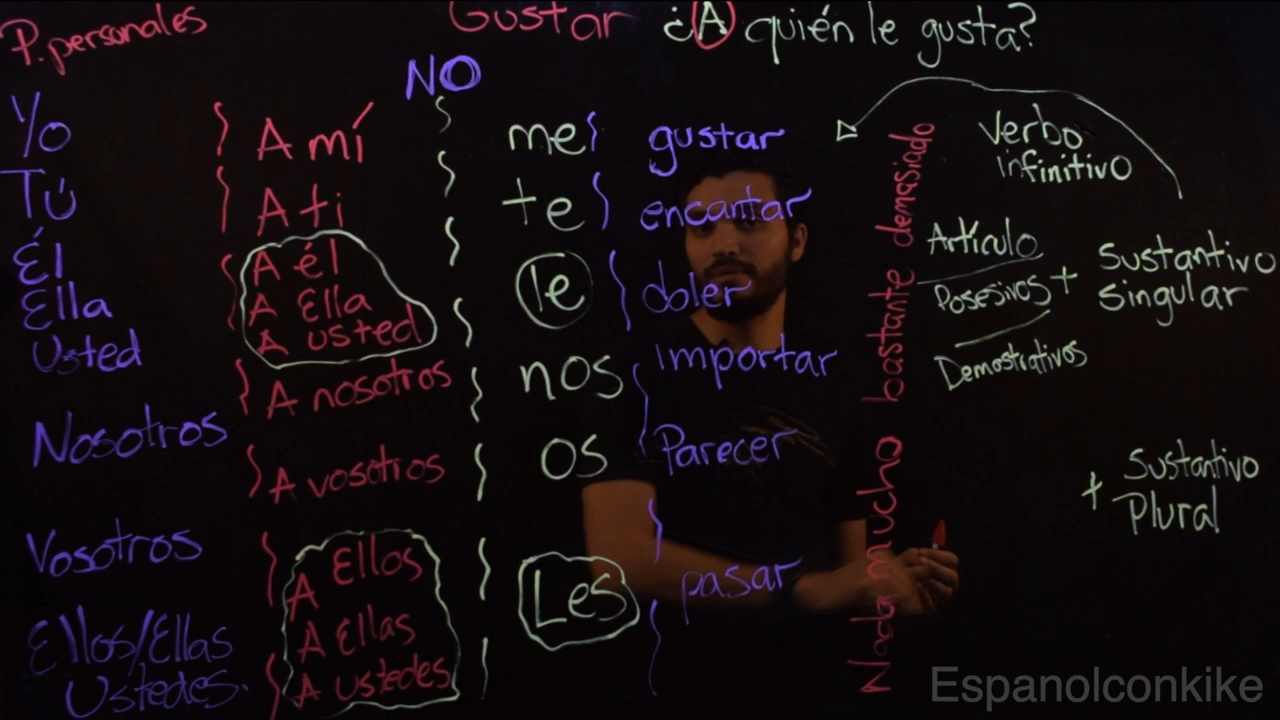 P. personales
Gustar
¿A quién le gusta?
NO
Yo
Tú
Él
Ella
Usted
Nosotros
Vosotros
Ellos/Ellas
Ustedes.
A mí
A ti
A él
A Ella
A usted
A nosotros
A vosotros
A Ellos
A Ellas
A ustedes
me
te
le
nos
os
Les
gustar
encantar
doler
importar
Parecer
pasar
Nada mucho bastante demasiado
Verbo
infinitivo
Artículo
Posesivos +
Demostrativos
Sustantivo
singular
+ Sustantivo
Plural
Espanolconkike